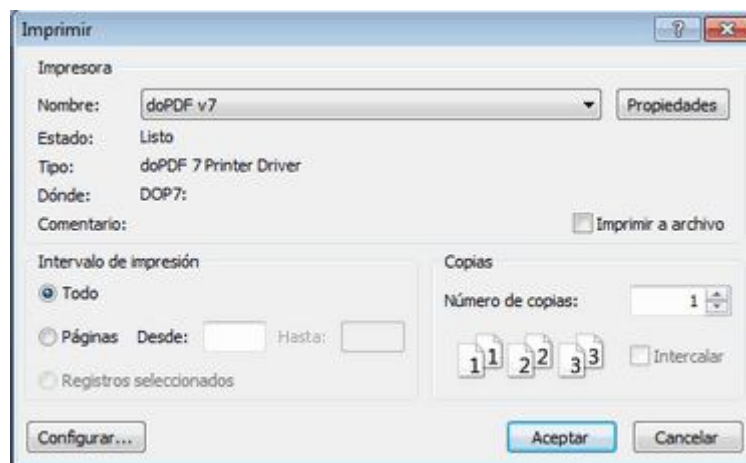 Imprimir
Impresora
Nombre: doPDF v7 Propiedades
Estado: Listo
Tipo: doPDF 7 Printer Driver
Dónde: DOP7:
Comentario: Imprimir a archivo
Intervalo de impresión
Todo
Páginas Desde: Hasta:
Registros seleccionados
Copias
Número de copias: 1
1 1 2 2 3 3 Intercalar
Configurar... Aceptar Cancelar